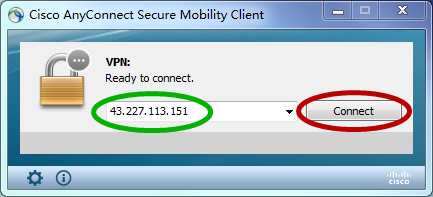 Cisco AnyConnect Secure Mobility Client
VPN:
Ready to connect.
43.227.113.151
Connect
CISCO